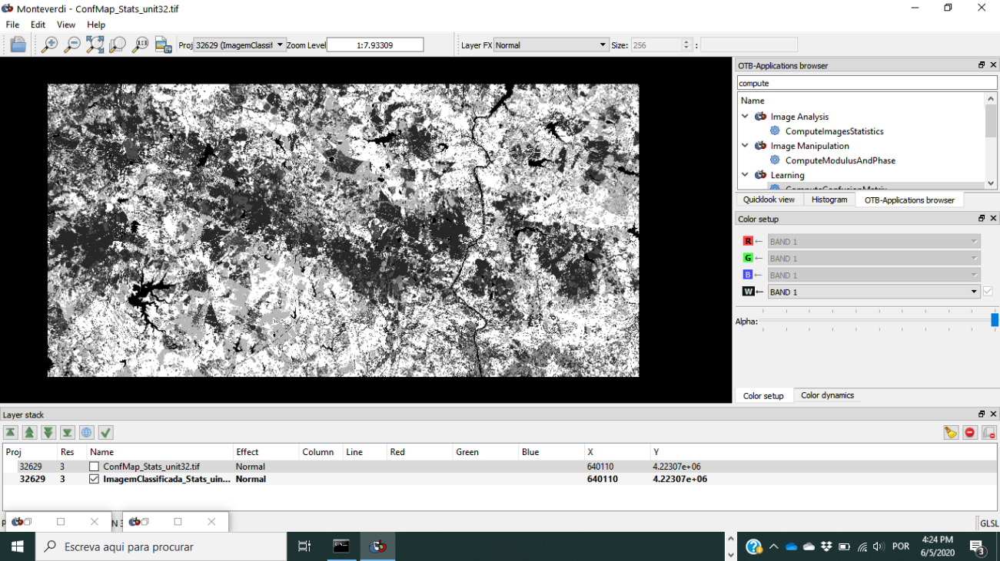 Monteverdi - ConfMap_Stats_unit32.tif
File Edit View Help
Proj 32629 (ImagemClassif Zoom Level 1:7.93309 Layer FX Normal Size: 256 :
OTB-Applications browser
compute
Name
Image Analysis
ComputeImagesStatistics
Image Manipulation
ComputeModulusAndPhase
Learning
ComputeConfusionMatrix
Quicklook view Histogram OTB-Applications browser
Color setup
R ← BAND 1
G ← BAND 1
B ← BAND 1
W ← BAND 1
Alpha:
Color setup Color dynamics
Layer stack
Proj Res Name Effect Column Line Red Green Blue X Y
32629 3 ConfMap_Stats_unit32.tif Normal 640110 4.22307e+06
32629 3 ImagemClassificada_Stats_uin... Normal 640110 4.22307e+06
GLSL
Escreva aqui para procurar
POR
4:24 PM
6/5/2020
3